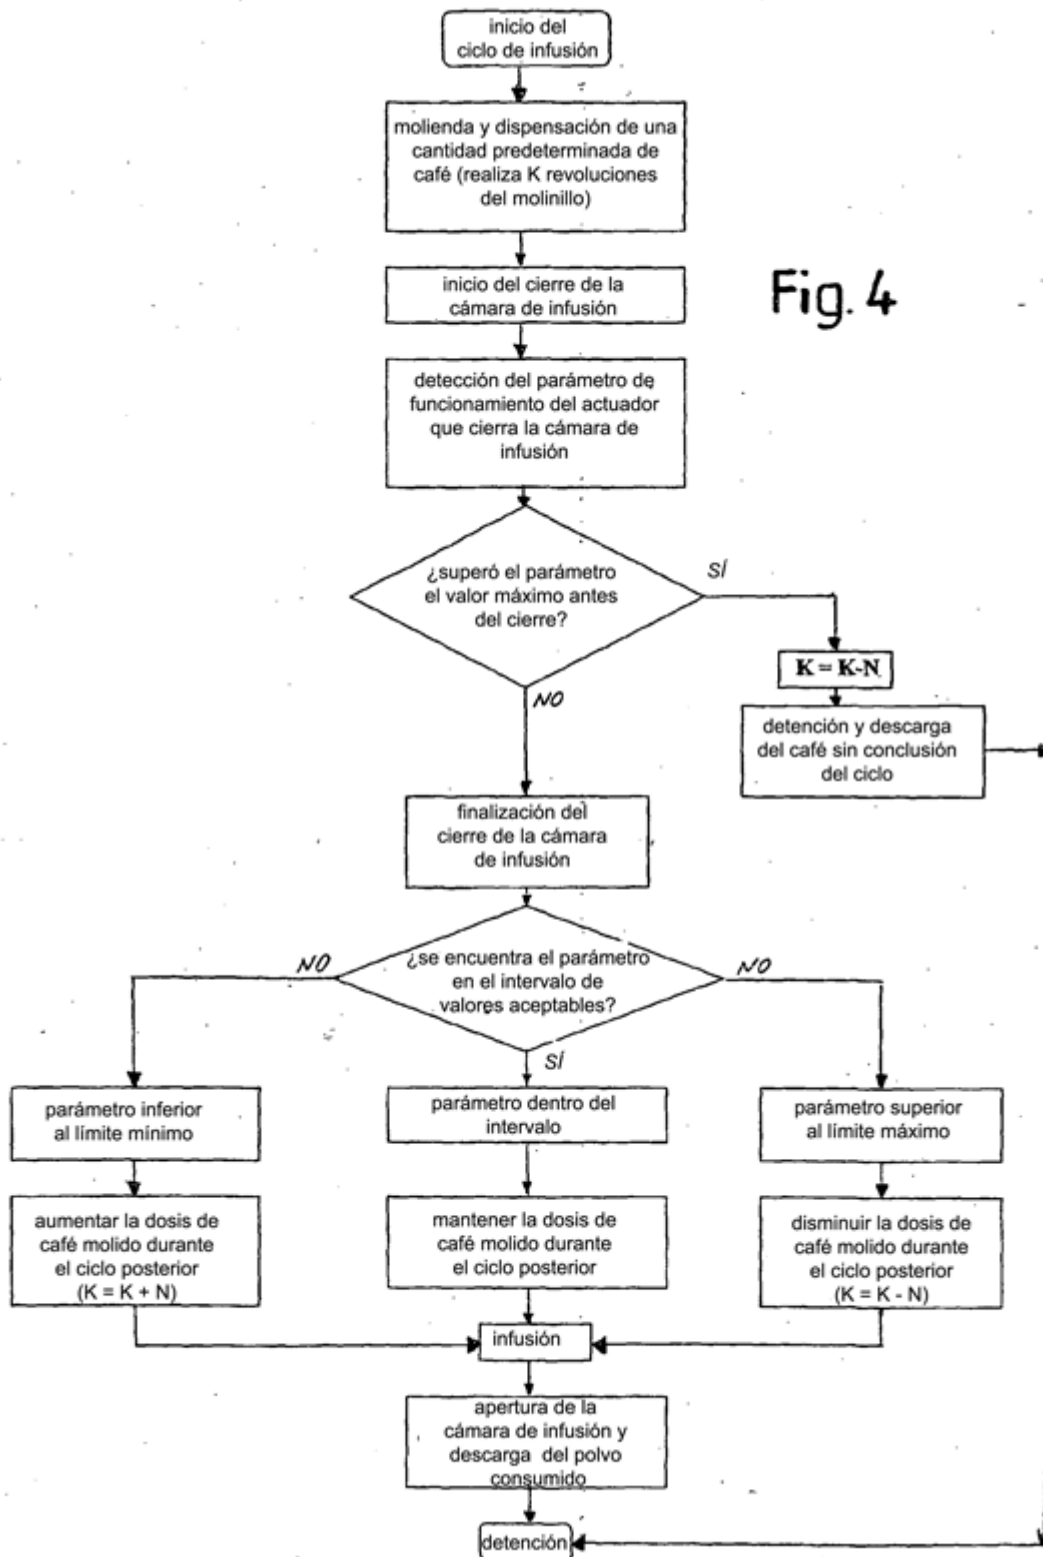 inicio del
ciclo de infusión
molienda y dispensación de una
cantidad predeterminada de
café (realiza K revoluciones
del molinillo)
inicio del cierre de la
cámara de infusión
Fig. 4
detección del parámetro de
funcionamiento del actuador
que cierra la cámara de
infusión
¿superó el parámetro
el valor máximo antes
del cierre?
SÍ
NO
K = K-N
detención y descarga
del café sin conclusión
del ciclo
finalización del
cierre de la cámara
de infusión
¿se encuentra el parámetro
en el intervalo de
valores aceptables?
NO
NO
SÍ
parámetro inferior
al límite mínimo
parámetro dentro del
intervalo
parámetro superior
al límite máximo
aumentar la dosis de
café molido durante
el ciclo posterior
(K = K + N)
mantener la dosis de
café molido durante
el ciclo posterior
disminuir la dosis de
café molido durante
el ciclo posterior
(K = K - N)
infusión
apertura de la
cámara de infusión y
descarga del polvo
consumido
detención